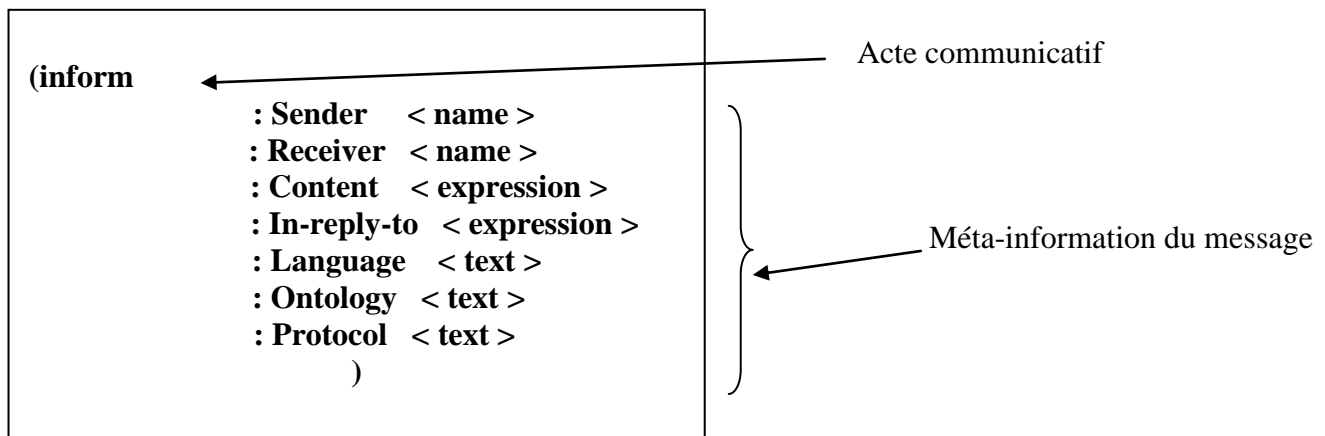 Acte communicatif
(inform
: Sender < name >
: Receiver < name >
: Content < expression >
: In-reply-to < expression >
: Language < text >
: Ontology < text >
: Protocol < text >
)
Méta-information du message